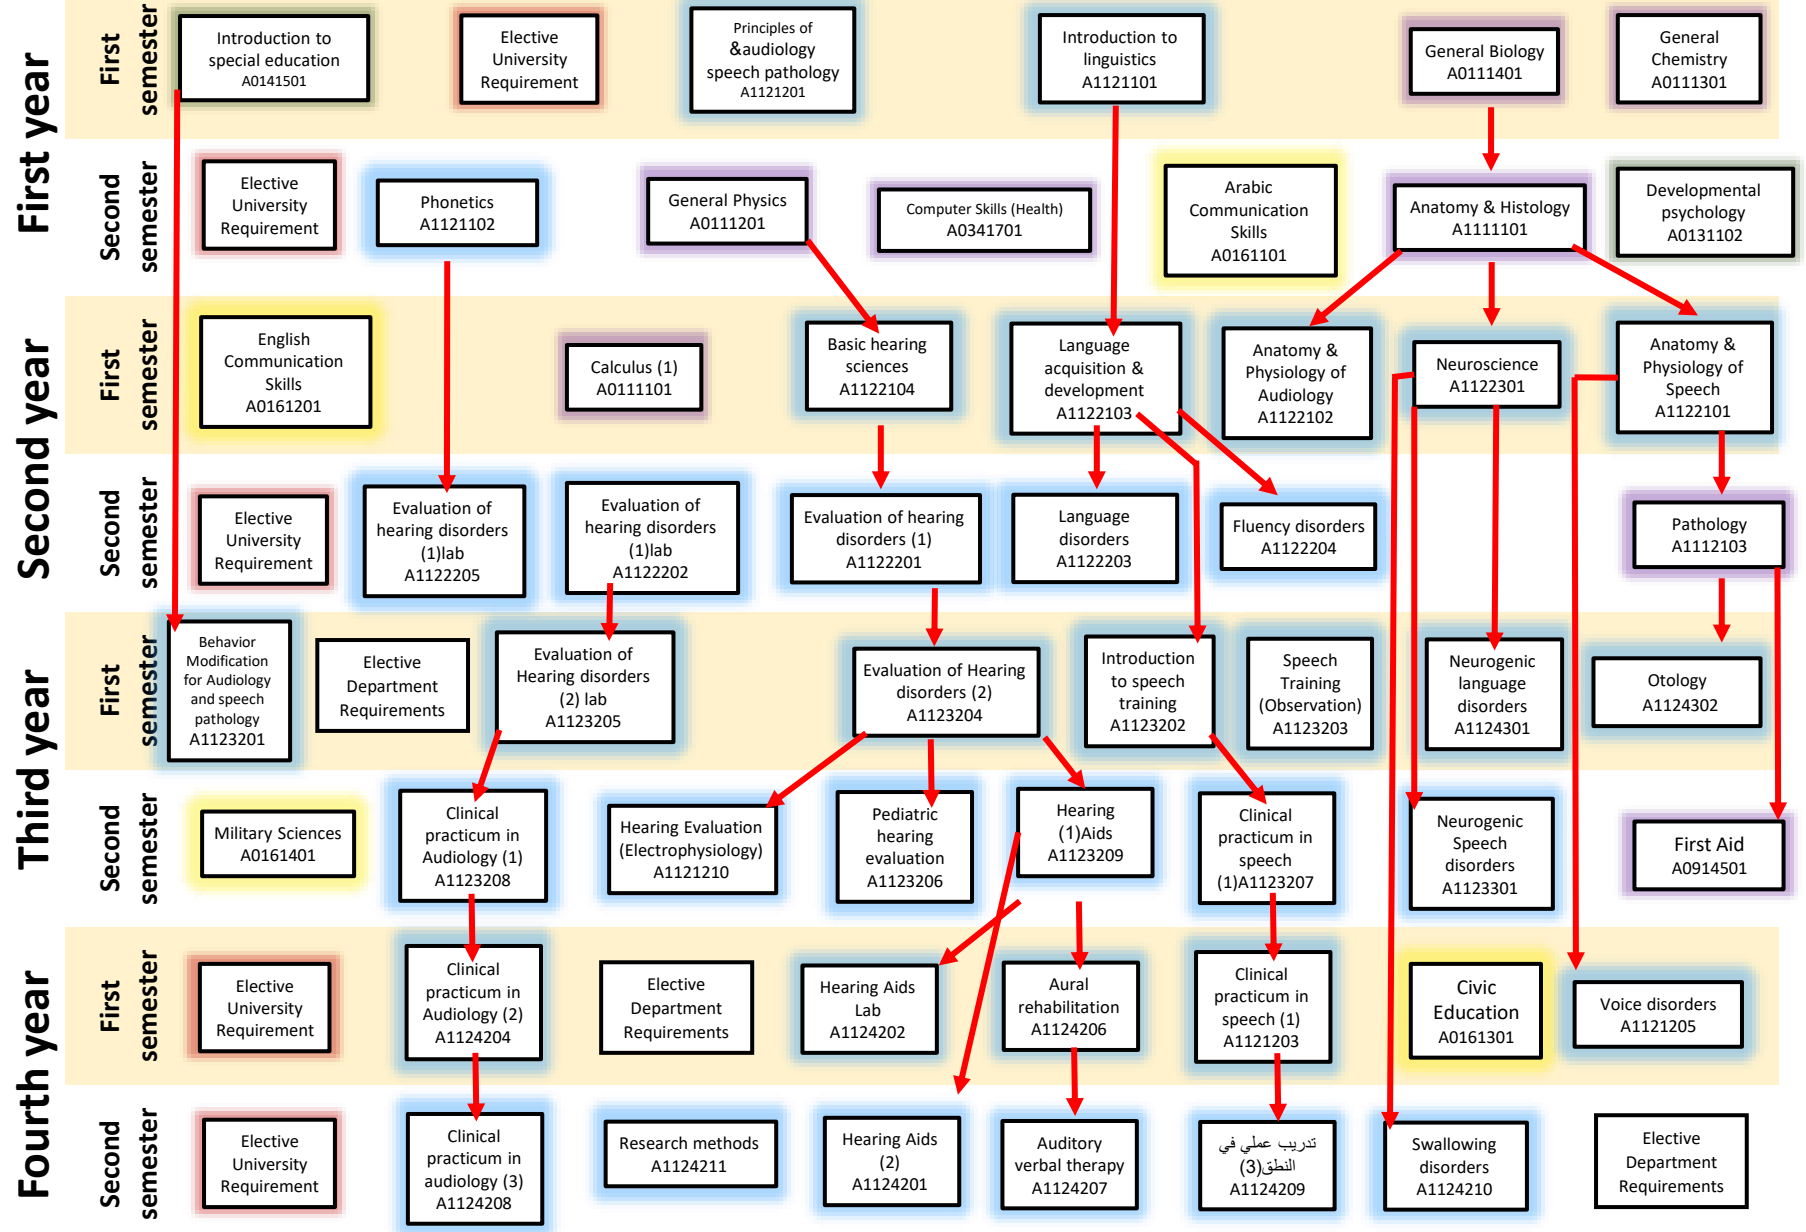 First year
First
semester
Introduction to
special education
A0141501
Elective
University
Requirement
Principles of
&audiology
speech pathology
A1121201
Introduction to
linguistics
A1121101
General Biology
A0111401
General
Chemistry
A0111301
Second
semester
Elective
University
Requirement
Phonetics
A1121102
General Physics
A0111201
Computer Skills (Health)
A0341701
Arabic
Communication
Skills
A0161101
Anatomy & Histology
A1111101
Developmental
psychology
A0131102
Second year
First
semester
English
Communication
Skills
A0161201
Calculus (1)
A0111101
Basic hearing
sciences
A1122104
Language
acquisition &
development
A1122103
Anatomy &
Physiology of
Audiology
A1122102
Neuroscience
A1122301
Anatomy &
Physiology of
Speech
A1122101
Second
semester
Elective
University
Requirement
Evaluation of
hearing disorders
(1)lab
A1122205
Evaluation of
hearing disorders
(1)lab
A1122202
Evaluation of hearing
disorders (1)
A1122201
Language
disorders
A1122203
Fluency disorders
A1122204
Pathology
A1112103
Third year
First
semester
Behavior
Modification
for Audiology
and speech
pathology
A1123201
Elective
Department
Requirements
Evaluation of
Hearing disorders
(2) lab
A1123205
Evaluation of Hearing
disorders (2)
A1123204
Introduction
to speech
training
A1123202
Speech
Training
(Observation)
A1123203
Neurogenic
language
disorders
A1124301
Otology
A1124302
Second
semester
Military Sciences
A0161401
Clinical
practicum in
Audiology (1)
A1123208
Hearing Evaluation
(Electrophysiology)
A1121210
Pediatric
hearing
evaluation
A1123206
Hearing
(1)Aids
A1123209
Clinical
practicum in
speech
(1)A1123207
Neurogenic
Speech
disorders
A1123301
First Aid
A0914501
Fourth year
First
semester
Elective
University
Requirement
Clinical
practicum in
Audiology (2)
A1124204
Elective
Department
Requirements
Hearing Aids
Lab
A1124202
Aural
rehabilitation
A1124206
Clinical
practicum in
speech (1)
A1121203
Civic
Education
A0161301
Voice disorders
A1121205
Second
semester
Elective
University
Requirement
Clinical
practicum in
audiology (3)
A1124208
Research methods
A1124211
Hearing Aids
(2)
A1124201
Auditory
verbal therapy
A1124207
تدريب عملي في
النطق(3)
A1124209
Swallowing
disorders
A1124210
Elective
Department
Requirements